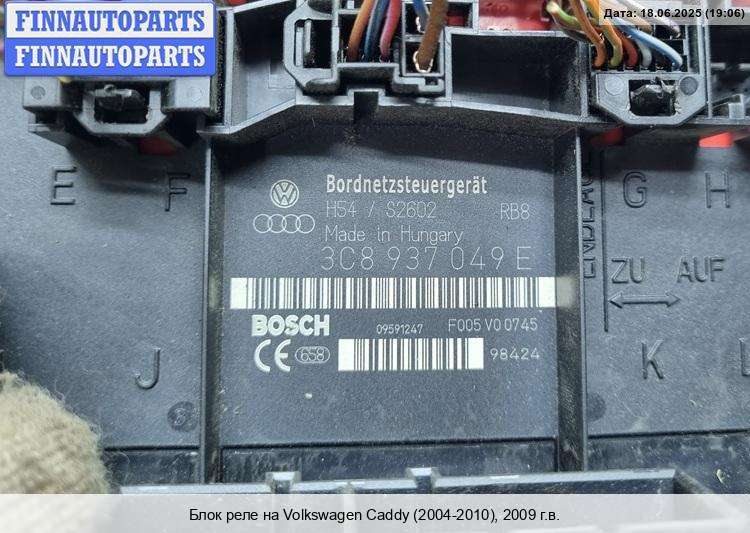 FINNAUTOPARTS
FINNAUTOPARTS
Дата: 18.06.2025 (19:06)
E F
G H
Bordnetzsteuergerät
H54 / S2602 RB8
Made in Hungary
3C8 937 049 E
ZU AUF
BOSCH 09591247 F005 V0 0745
CE 658 98424
J
K L
Блок реле на Volkswagen Caddy (2004-2010), 2009 г.в.